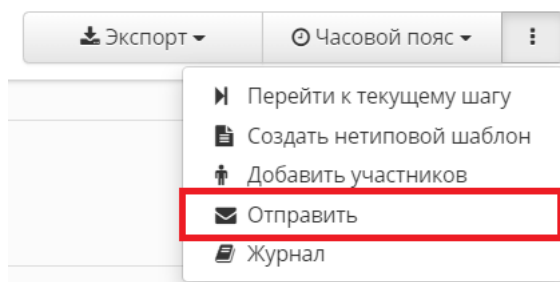 Экспорт Часовой пояс
Перейти к текущему шагу
Создать нетиповой шаблон
Добавить участников
Отправить
Журнал